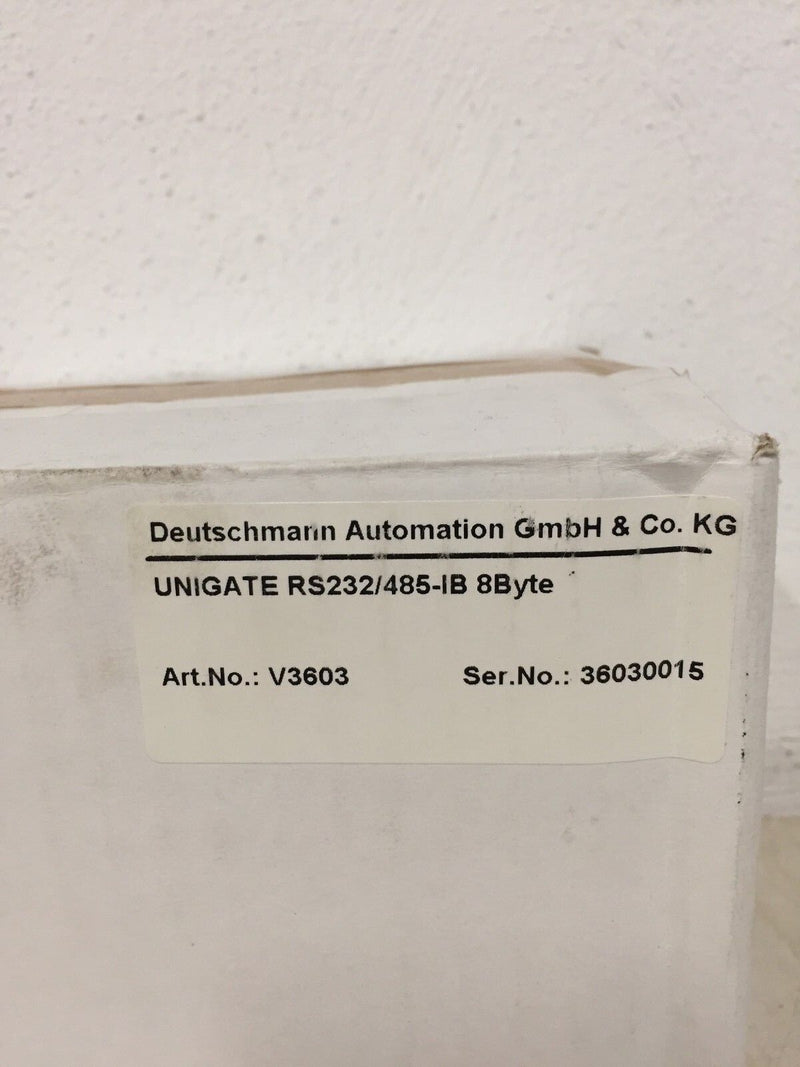 Deutschmann Automation GmbH & Co. KG
UNIGATE RS232/485-IB 8Byte
Art.No.: V3603 Ser.No.: 36030015